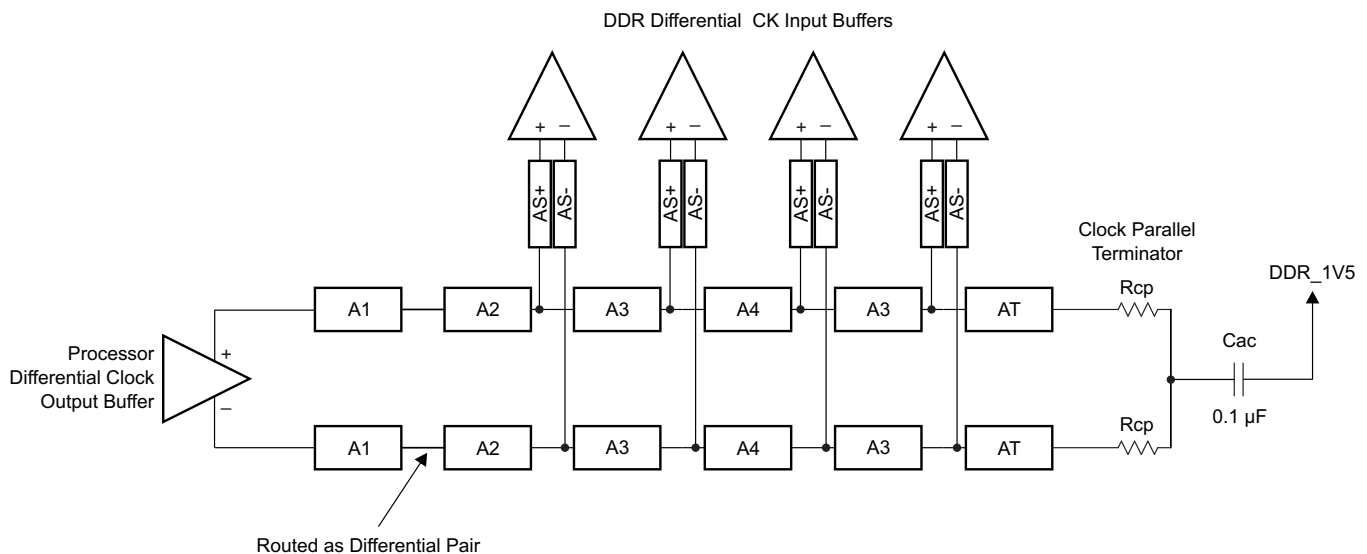 DDR Differential CK Input Buffers
+ – + – + – + –
AS+ AS- AS+ AS- AS+ AS- AS+ AS-
Clock Parallel
Terminator
DDR_1V5
A1 A2 A3 A4 A3 AT Rcp
Processor
Differential Clock
Output Buffer
+
–
Cac
0.1 µF
A1 A2 A3 A4 A3 AT Rcp
Routed as Differential Pair